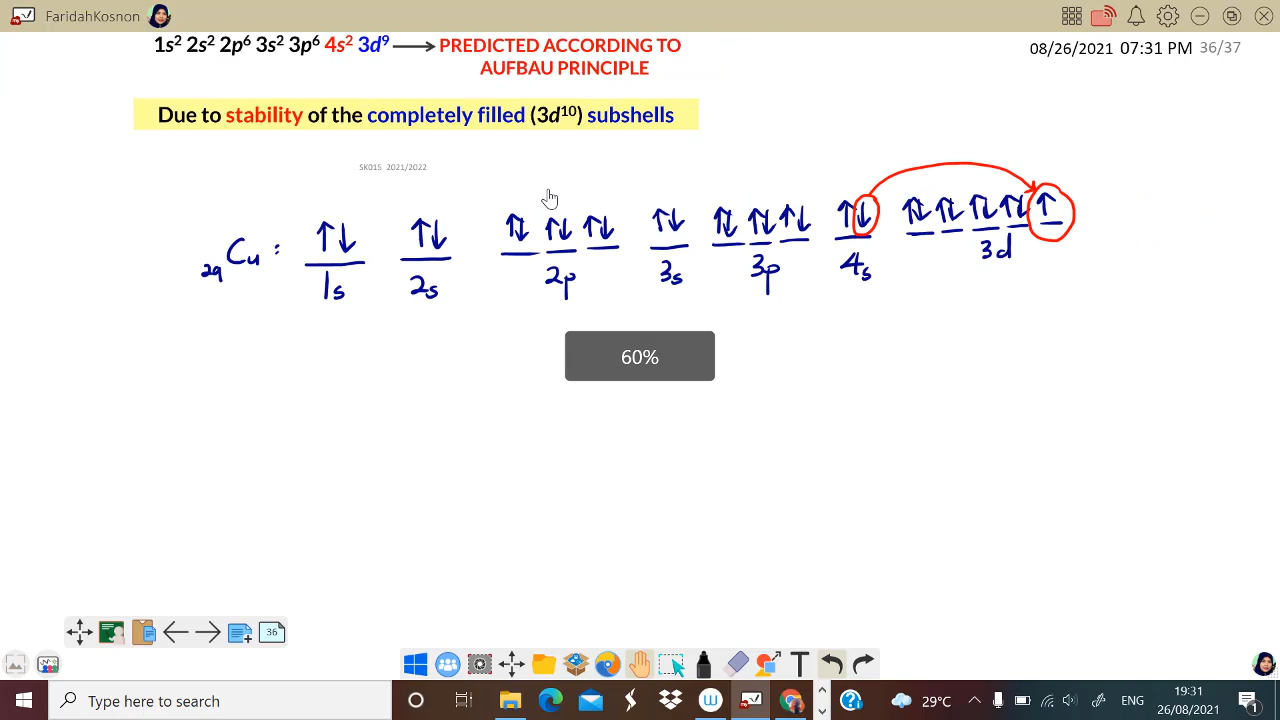 FaridahKosnon
1s² 2s² 2p⁶ 3s² 3p⁶ 4s² 3d⁹ → PREDICTED ACCORDING TO
AUFBAU PRINCIPLE
08/26/2021 07:31 PM 36/37
Due to stability of the completely filled (3d¹⁰) subshells
SK015 2021/2022
₂₉Cu : ↑↓ ↑↓ ↑↓ ↑↓ ↑↓ ↑↓ ↑↓ ↑↓ ↑↓ ↑↓ ↑↓ ↑↓ ↑↓ ↑↓ ↑
1s 2s 2p 3s 3p 4s 3d
60%
36
T
Type here to search
29°C
ENG
19:31
26/08/2021
1